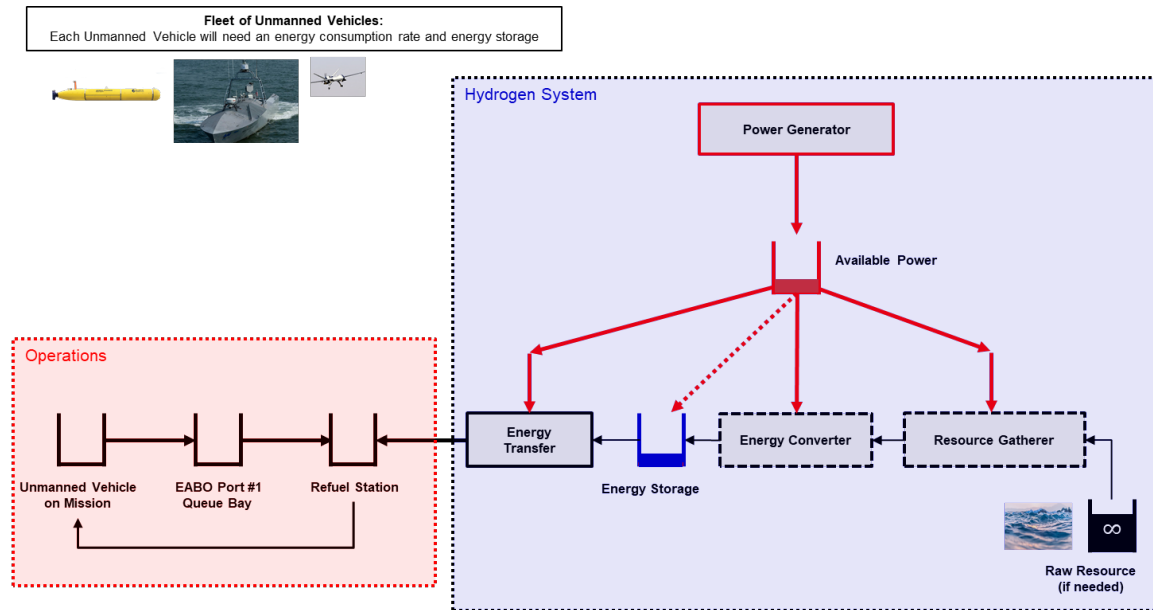 Fleet of Unmanned Vehicles:
Each Unmanned Vehicle will need an energy consumption rate and energy storage
Hydrogen System
Power Generator
Available Power
Operations
Energy
Transfer
Energy Converter
Resource Gatherer
Unmanned Vehicle
on Mission
EABO Port #1
Queue Bay
Refuel Station
Energy Storage
∞
Raw Resource
(if needed)